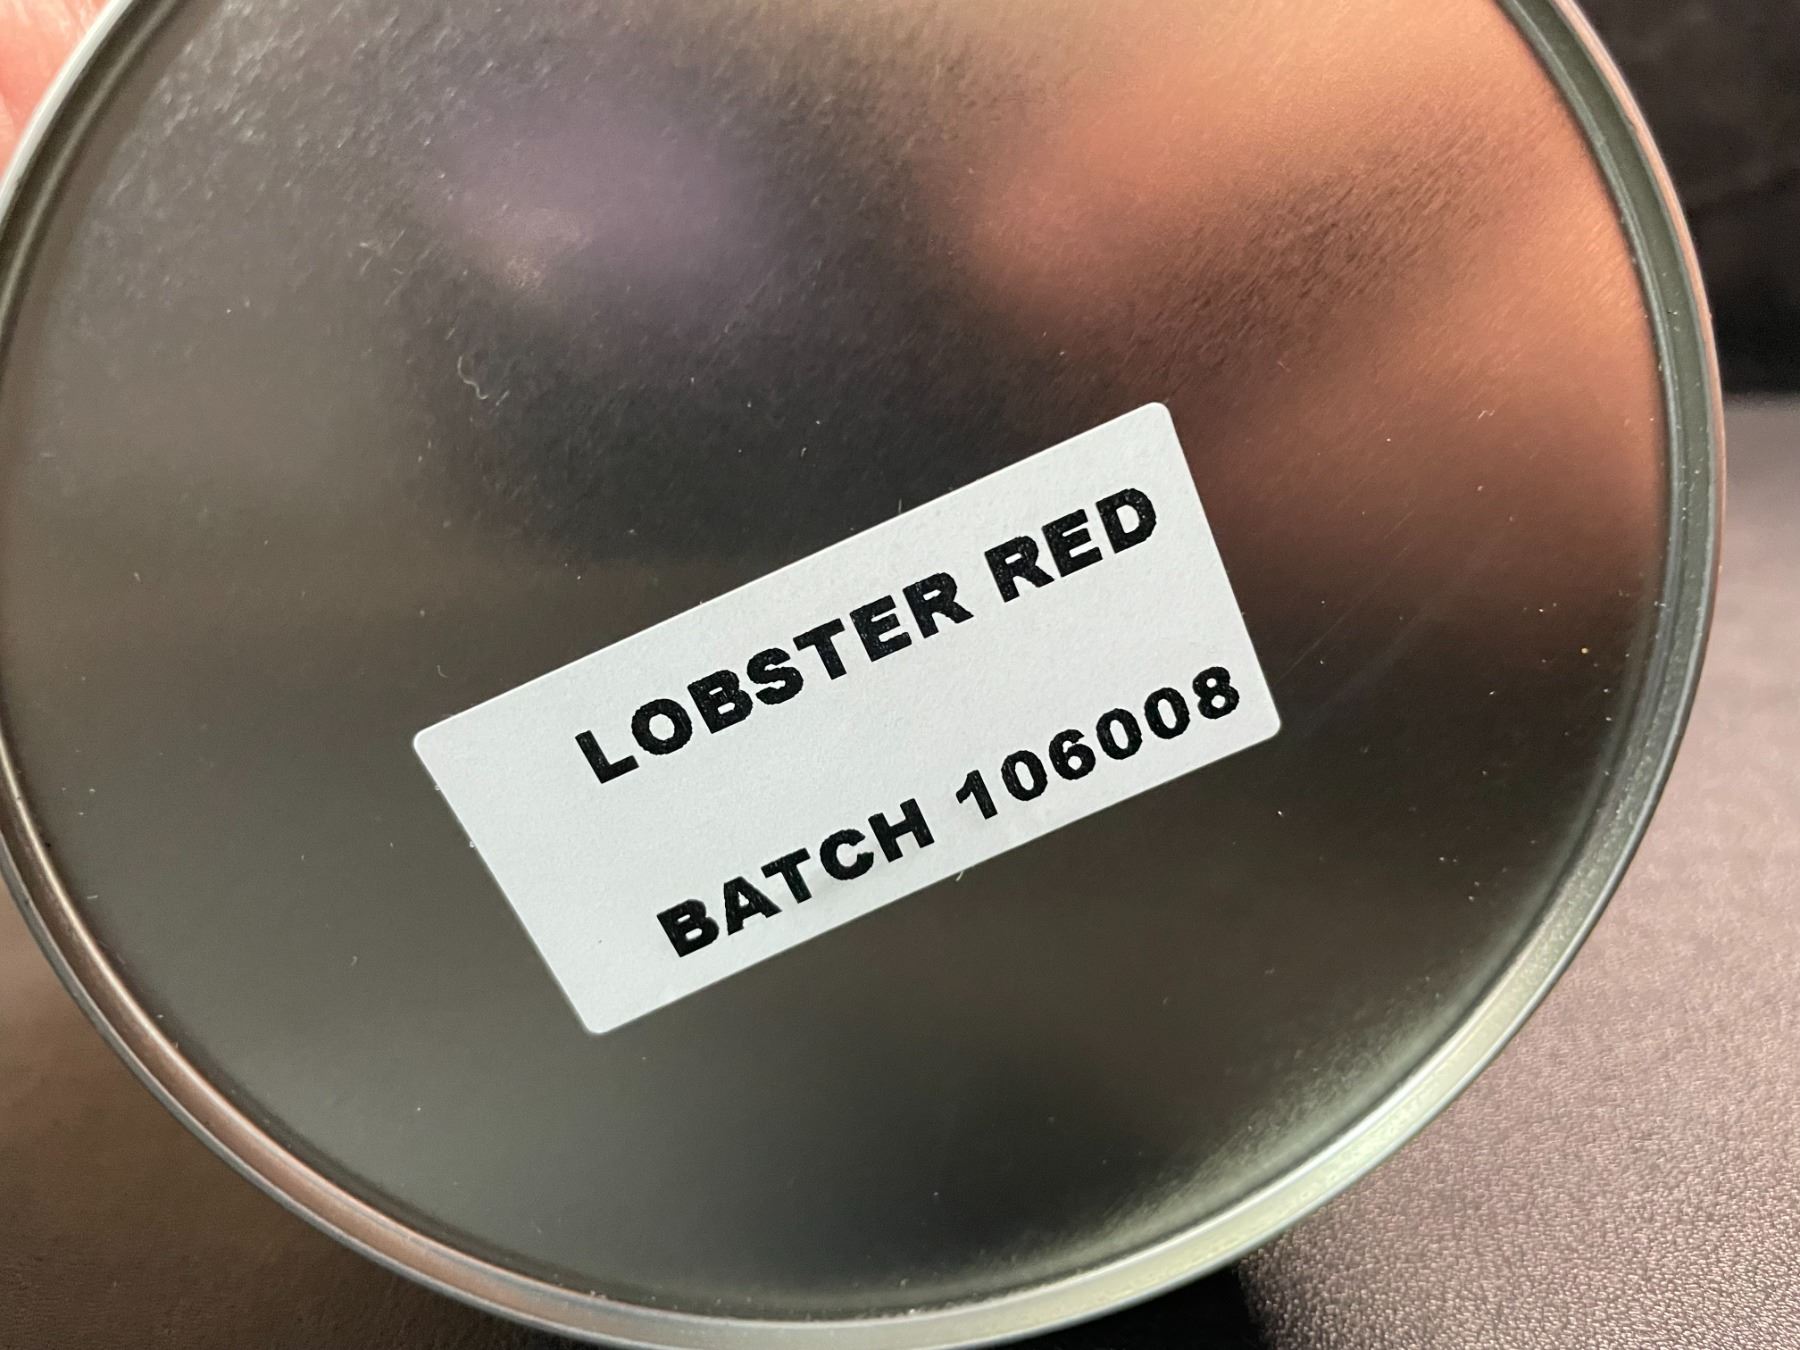 LOBSTER RED
BATCH 106008